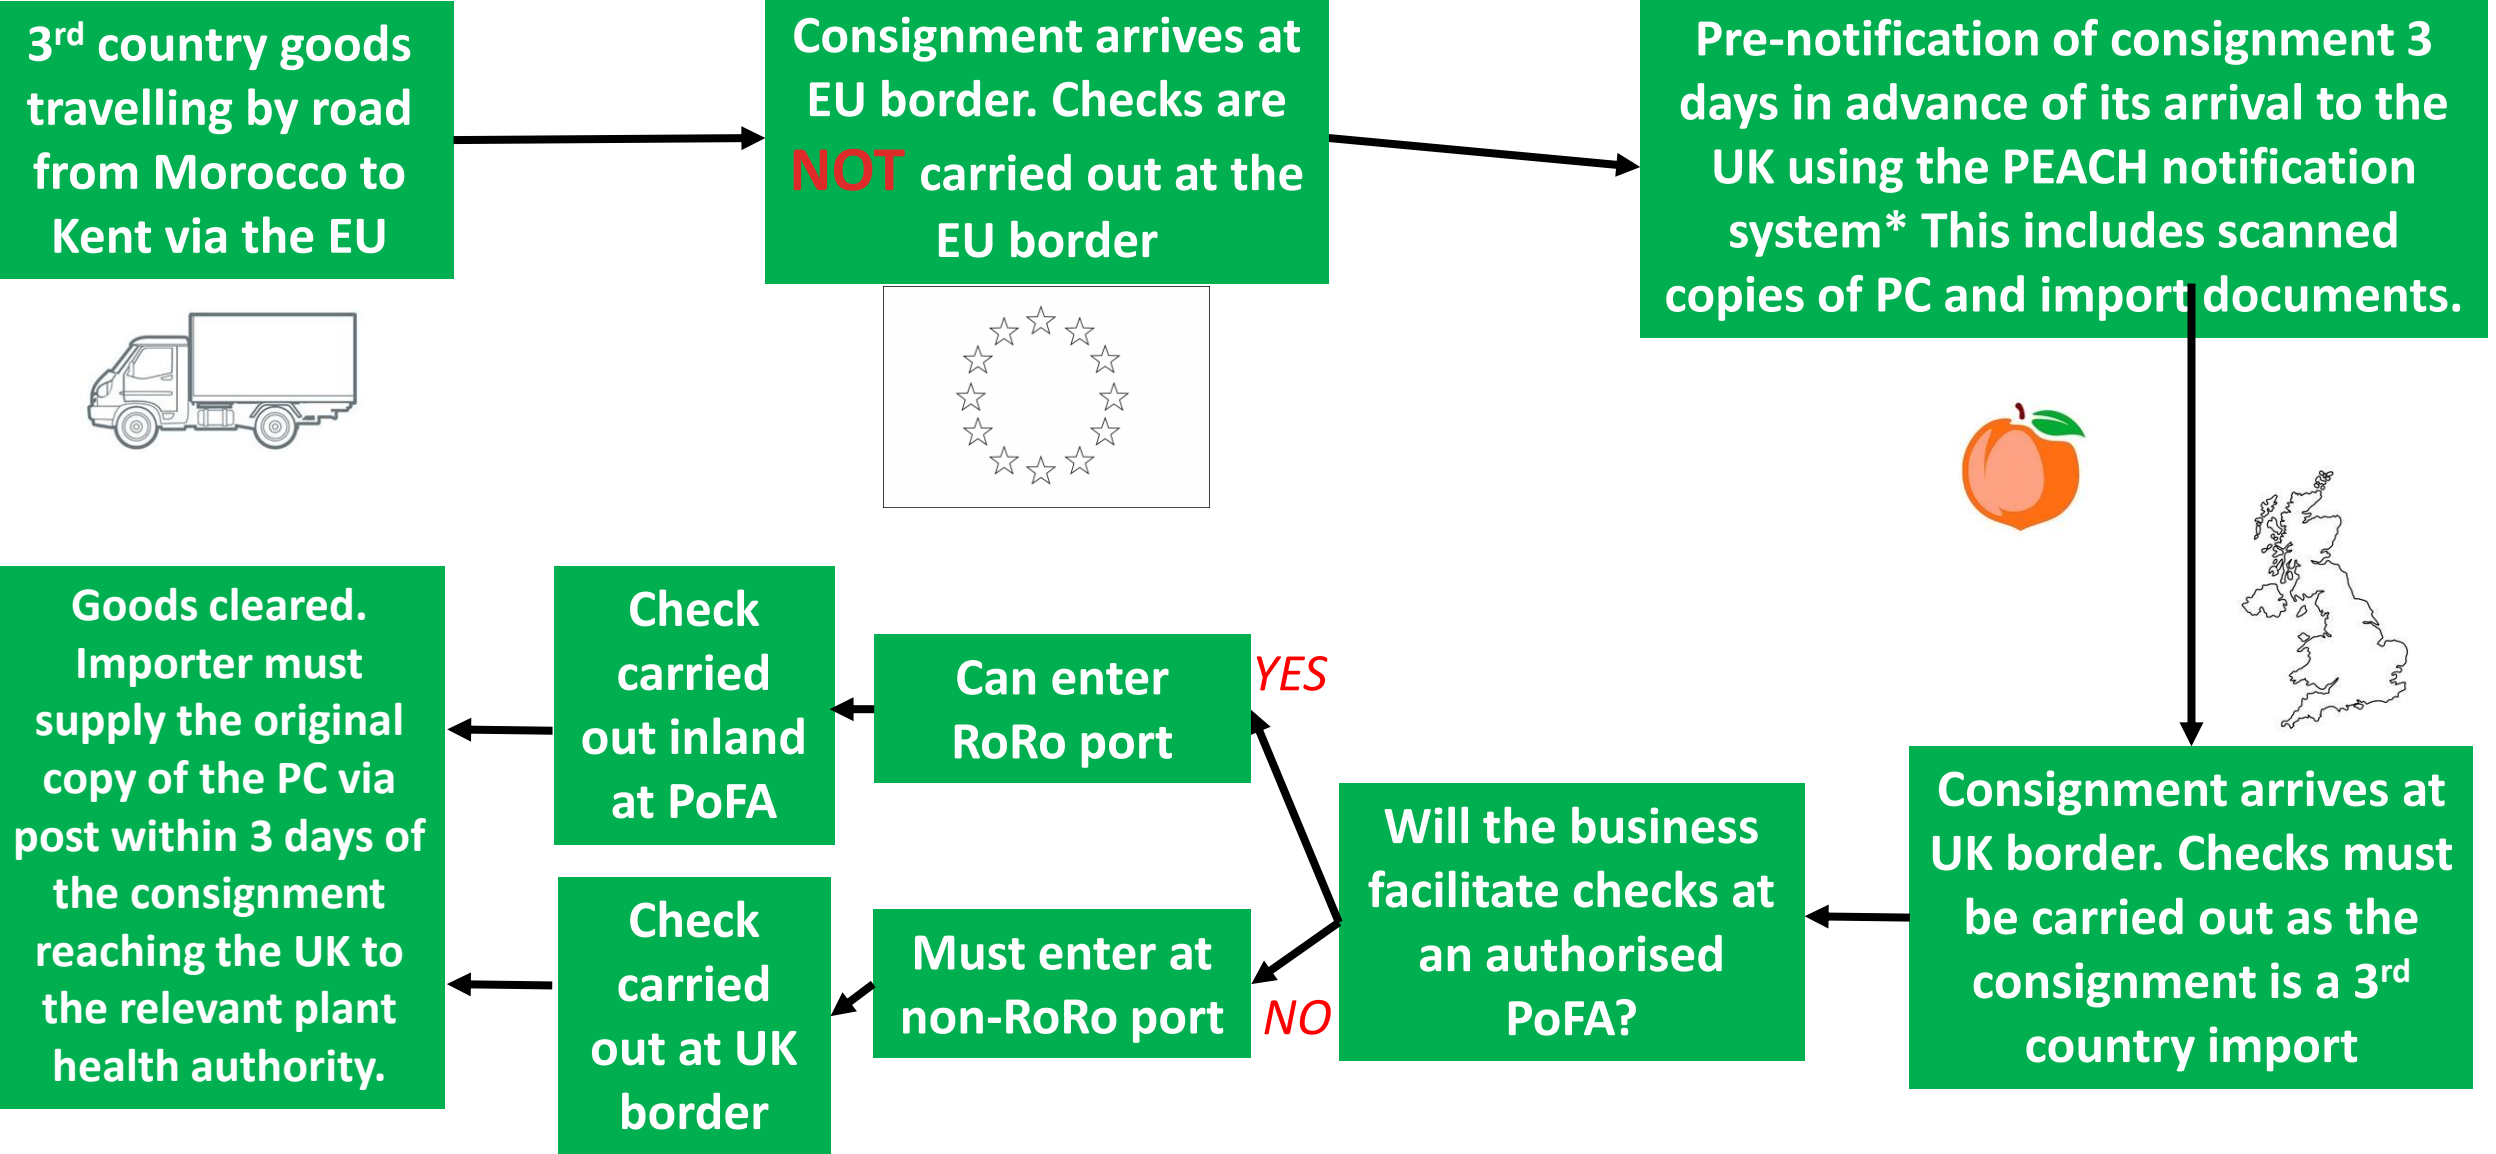 3rd country goods
travelling by road
from Morocco to
Kent via the EU
Consignment arrives at
EU border. Checks are
NOT carried out at the
EU border
Pre-notification of consignment 3
days in advance of its arrival to the
UK using the PEACH notification
system* This includes scanned
copies of PC and import documents.
Consignment arrives at
UK border. Checks must
be carried out as the
consignment is a 3rd
country import
Will the business
facilitate checks at
an authorised
PoFA?
YES
Can enter
RoRo port
Check
carried
out inland
at PoFA
NO
Must enter at
non-RoRo port
Check
carried
out at UK
border
Goods cleared.
Importer must
supply the original
copy of the PC via
post within 3 days of
the consignment
reaching the UK to
the relevant plant
health authority.